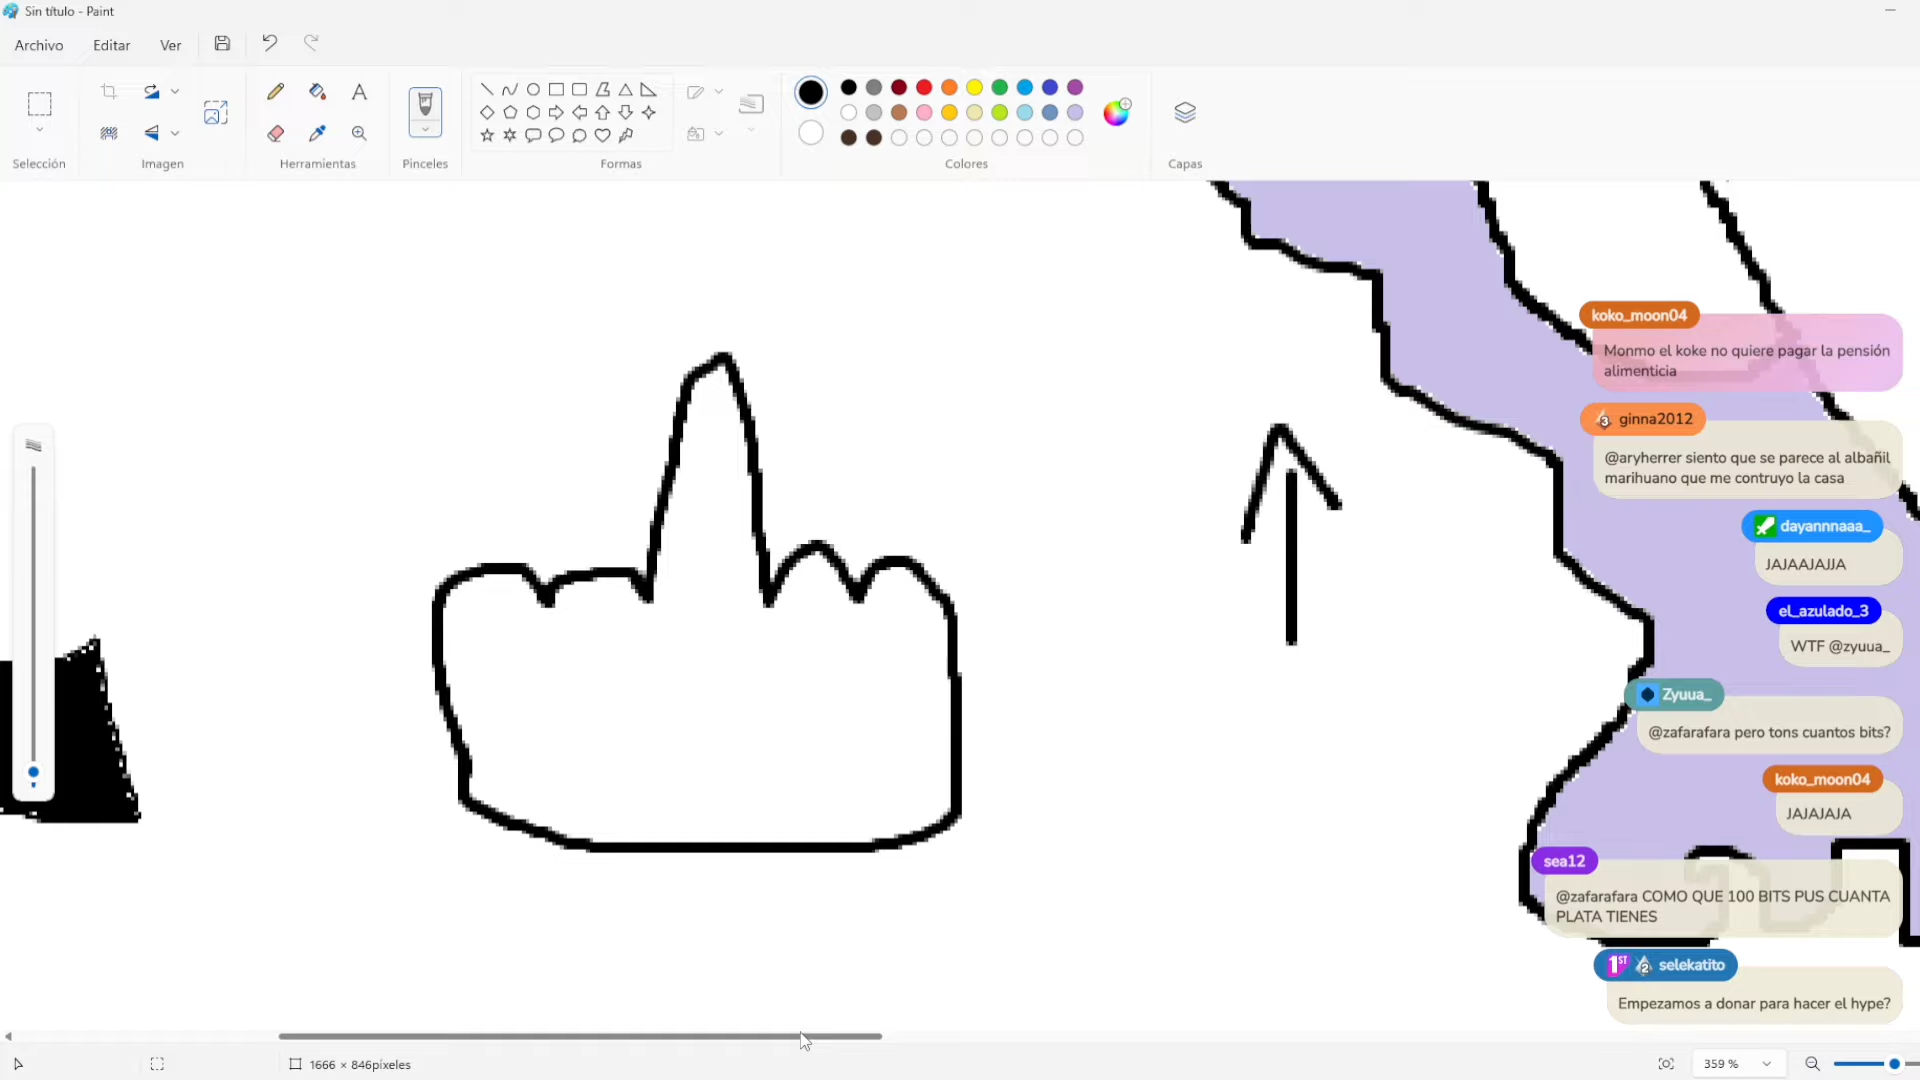 Sin título - Paint
Archivo
Editar
Ver
Selección
Imagen
Herramientas
Pinceles
Formas
Colores
Capas
koko_moon04
Monmo el koke no quiere pagar la pensión
alimenticia
3 ginna2012
@aryherrer siento que se parece al albañil
marihuano que me contruyo la casa
dayannnaaa_
JAJAAJAJJA
el_azulado_3
WTF @zyuua_
Zyuua_
@zafarafara pero tons cuantos bits?
koko_moon04
JAJAJAJA
sea12
@zafarafara COMO QUE 100 BITS PUS CUANTA
PLATA TIENES
1ST 2 selekatito
Empezamos a donar para hacer el hype?
1666 × 846píxeles
359 %